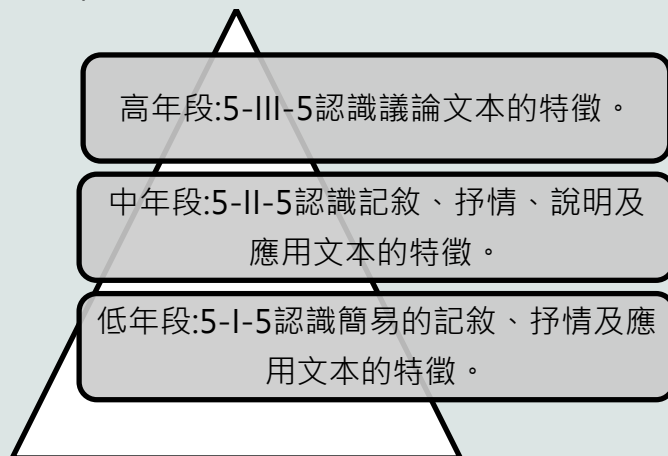 高年段:5-III-5認識議論文本的特徵。
中年段:5-II-5認識記敘、抒情、說明及
應用文本的特徵。
低年段:5-I-5認識簡易的記敘、抒情及應
用文本的特徵。